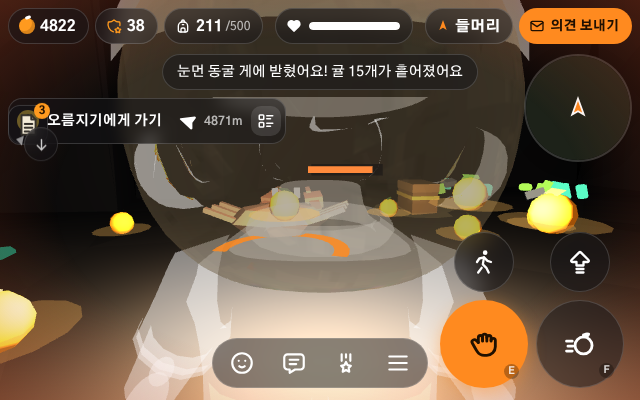 4822
38
211 /500
들머리
의견 보내기
눈먼 동굴 게에 받혔어요! 귤 15개가 흩어졌어요
3
오름지기에게 가기
4871m
E
F